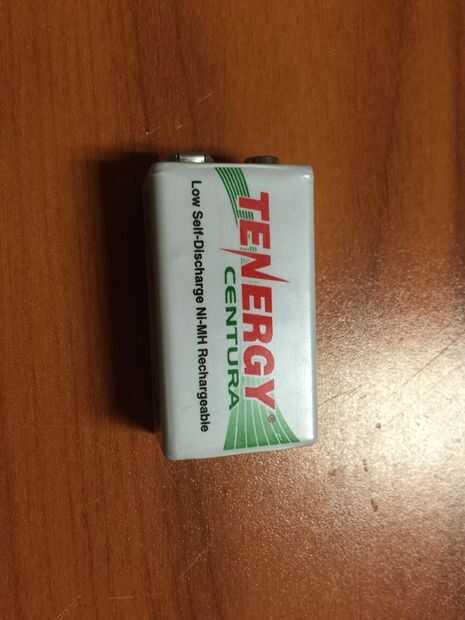 TENERGY®
CENTURA
Low Self-Discharge NI-MH Rechargeable